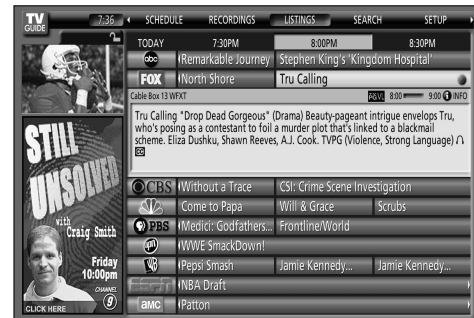 TV
GUIDE
7:36
SCHEDULE RECORDINGS LISTINGS SEARCH SETUP
TODAY 7:30PM 8:00PM 8:30PM
abc Remarkable Journey Stephen King's 'Kingdom Hospital'
FOX North Shore Tru Calling
Cable Box 13 WFXT 8:00 9:00 INFO
Tru Calling "Drop Dead Gorgeous" (Drama) Beauty-pageant intrigue envelops Tru,
who's posing as a contestant to foil a murder plot that's linked to a blackmail
scheme. Eliza Dushku, Shawn Reeves, A.J. Cook. TVPG (Violence, Strong Language)
CC
CBS Without a Trace CSI: Crime Scene Investigation
Come to Papa Will & Grace Scrubs
PBS Medici: Godfathers... Frontline/World
upn WWE SmackDown!
WB Pepsi Smash Jamie Kennedy... Jamie Kennedy...
ESPN NBA Draft
amc Patton
STILL
UNSOLVED
with
Craig Smith
Friday
10:00pm
CHANNEL
9
CLICK HERE